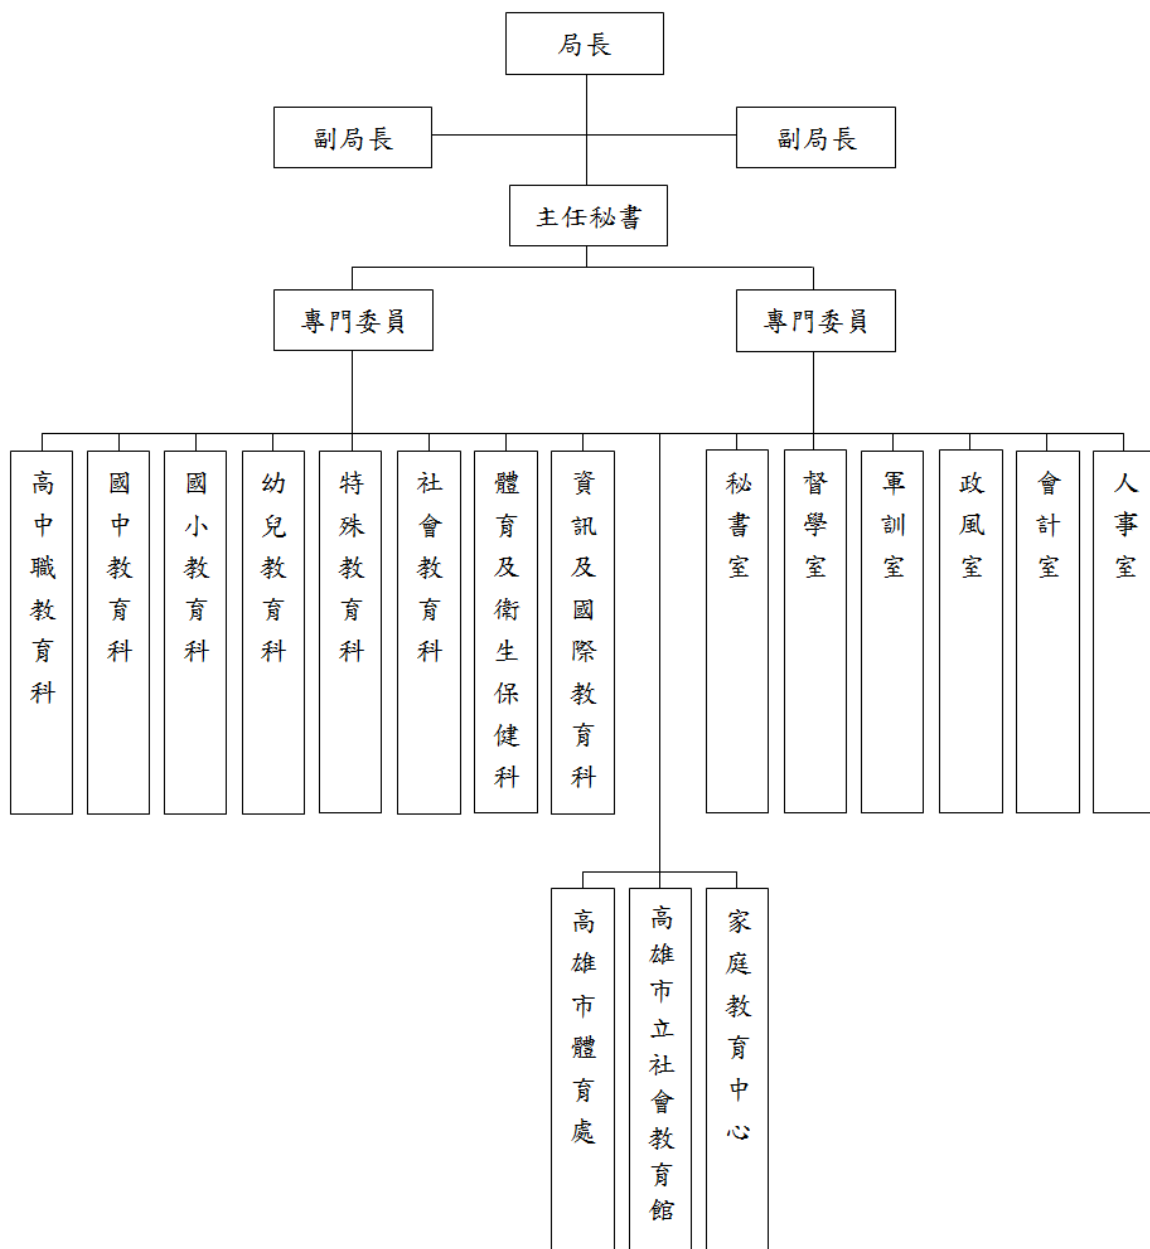 局長
副局長
副局長
主任秘書
專門委員
專門委員
高中職教育科
國中教育科
國小教育科
幼兒教育科
特殊教育科
社會教育科
體育及衛生保健科
資訊及國際教育科
秘書室
督學室
軍訓室
政風室
會計室
人事室
高雄市體育處
高雄市立社會教育館
家庭教育中心